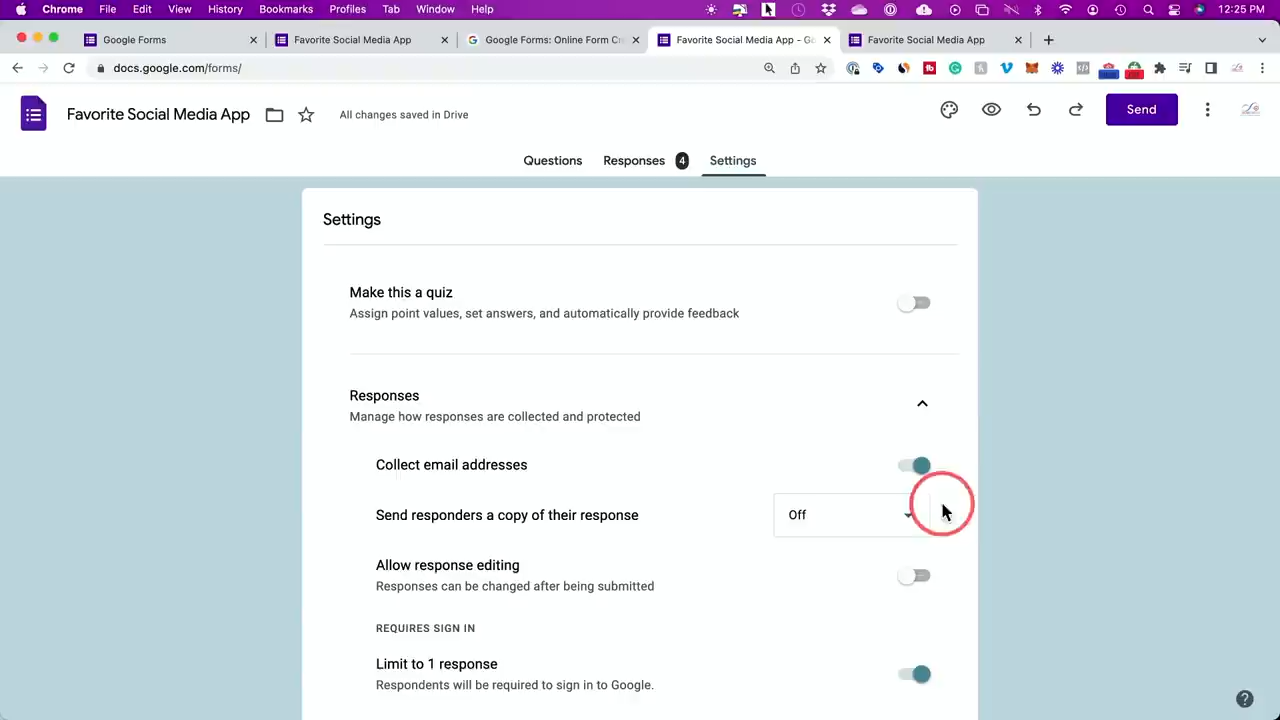 Chrome File Edit View History Bookmarks Profiles Tab Window Help 12:25 PM
Google Forms Favorite Social Media App Google Forms: Online Form Cre Favorite Social Media App - Go Favorite Social Media App
docs.google.com/forms/
Favorite Social Media App All changes saved in Drive Send
Questions Responses 4 Settings
Settings
Make this a quiz
Assign point values, set answers, and automatically provide feedback
Responses
Manage how responses are collected and protected
Collect email addresses
Send responders a copy of their response Off
Allow response editing
Responses can be changed after being submitted
REQUIRES SIGN IN
Limit to 1 response
Respondents will be required to sign in to Google.